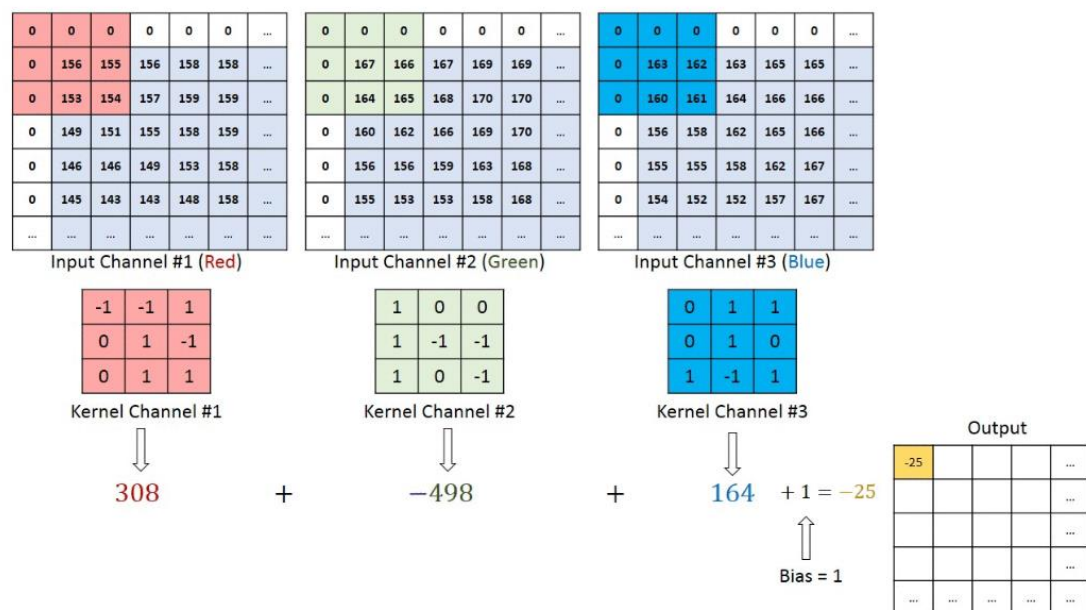 0 0 0 0 0 0 ... 0 0 0 0 0 0 ... 0 0 0 0 0 0 ...
0 156 155 156 158 158 ... 0 167 166 167 169 169 ... 0 163 162 163 165 165 ...
0 153 154 157 159 159 ... 0 164 165 168 170 170 ... 0 160 161 164 166 166 ...
0 149 151 155 158 159 ... 0 160 162 166 169 170 ... 0 156 158 162 165 166 ...
0 146 146 149 153 158 ... 0 156 156 159 163 168 ... 0 155 155 158 162 167 ...
0 145 143 143 148 158 ... 0 155 153 153 158 168 ... 0 154 152 152 157 167 ...
... ... ... ... ... ... ... ... ... ... ... ... ... ... ... ... ... ... ... ... ...
Input Channel #1 (Red) Input Channel #2 (Green) Input Channel #3 (Blue)
-1 -1 1 1 0 0 0 1 1
0 1 -1 1 -1 -1 0 1 0
0 1 1 1 0 -1 1 -1 1
Kernel Channel #1 Kernel Channel #2 Kernel Channel #3
308 + −498 + 164 + 1 = −25
Bias = 1
Output
-25 ...
...
...
...
... ... ... ... ...